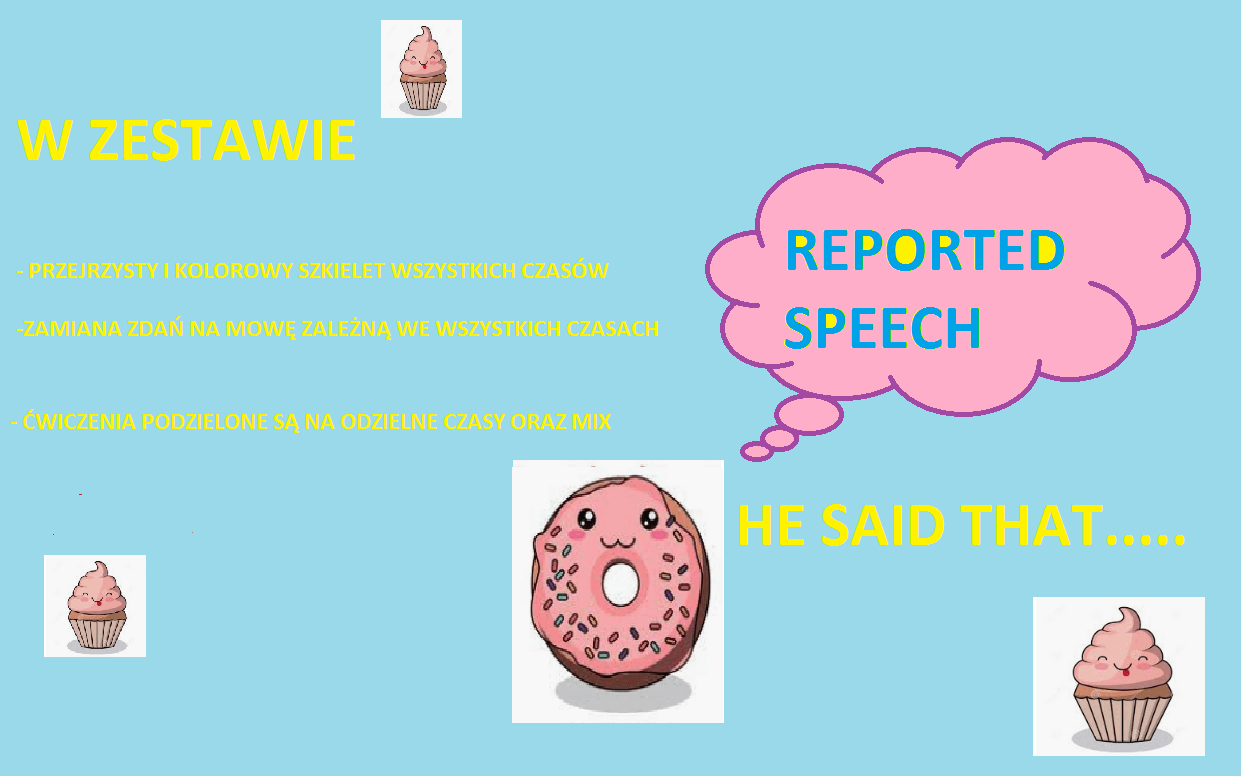 W ZESTAWIE
- PRZEJRZYSTY I KOLOROWY SZKIELET WSZYSTKICH CZASÓW
-ZAMIANA ZDAŃ NA MOWĘ ZALEŻNĄ WE WSZYSTKICH CZASACH
- ĆWICZENIA PODZIELONE SĄ NA ODZIELNE CZASY ORAZ MIX
REPORTED
SPEECH
HE SAID THAT.....